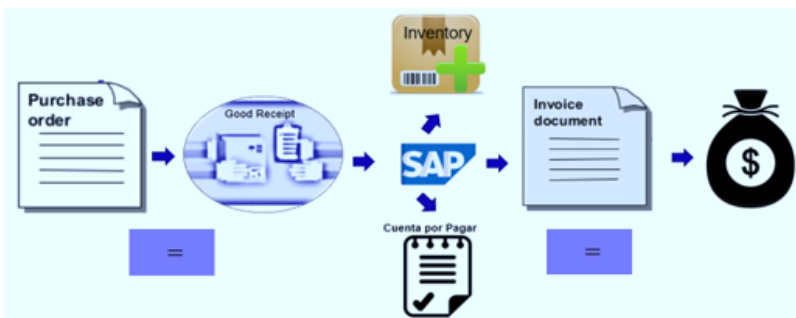 Inventory
Purchase
order
Good Receipt
Invoice
document
SAP
$
Cuenta por Pagar
=
=